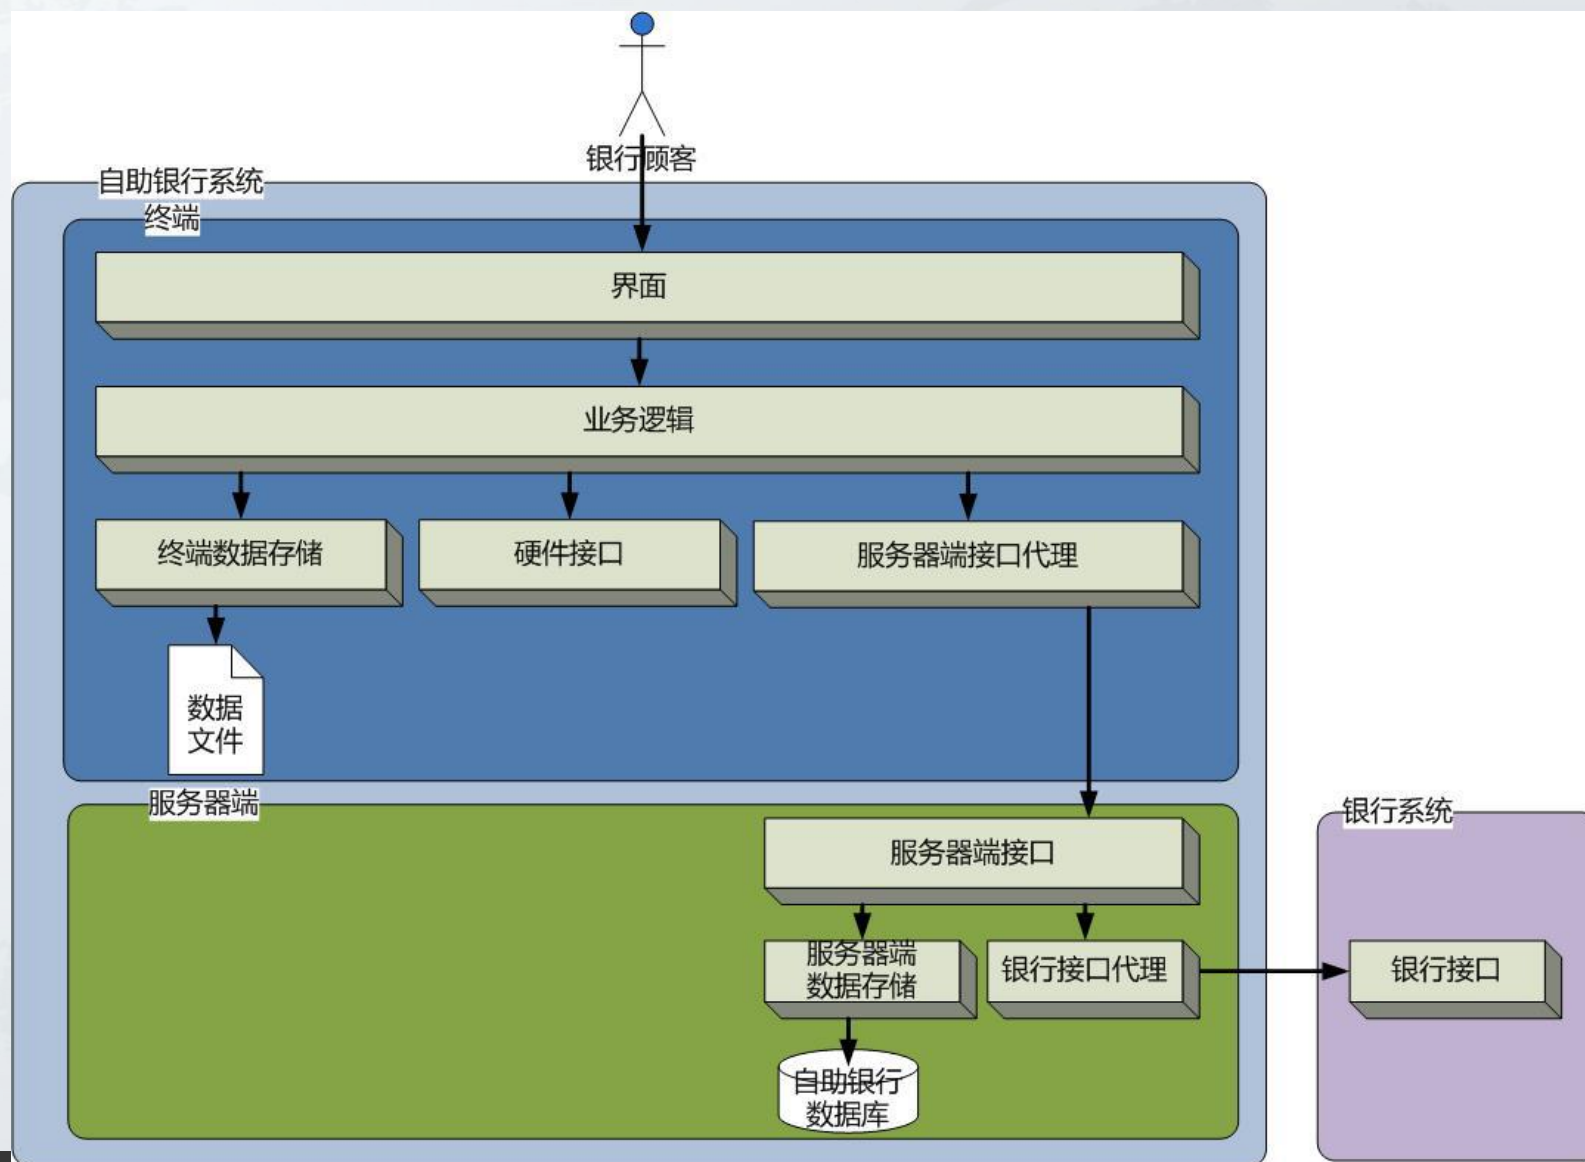 银行顾客
自助银行系统
终端
界面
业务逻辑
终端数据存储
硬件接口
服务器端接口代理
数据
文件
服务器端
银行系统
服务器端接口
服务器端
数据存储
银行接口代理
银行接口
自助银行
数据库